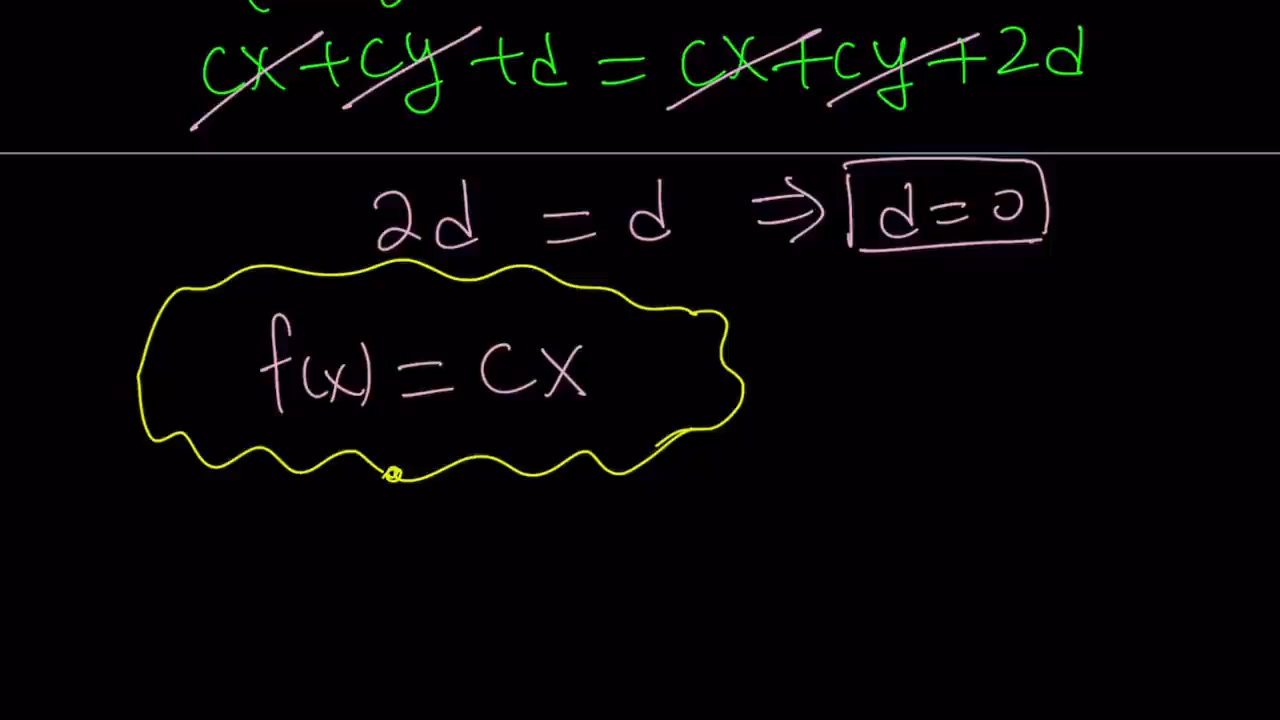 cx + cy + d = cx + cy + 2d
2d = d ⇒ d = 0
f(x) = cx